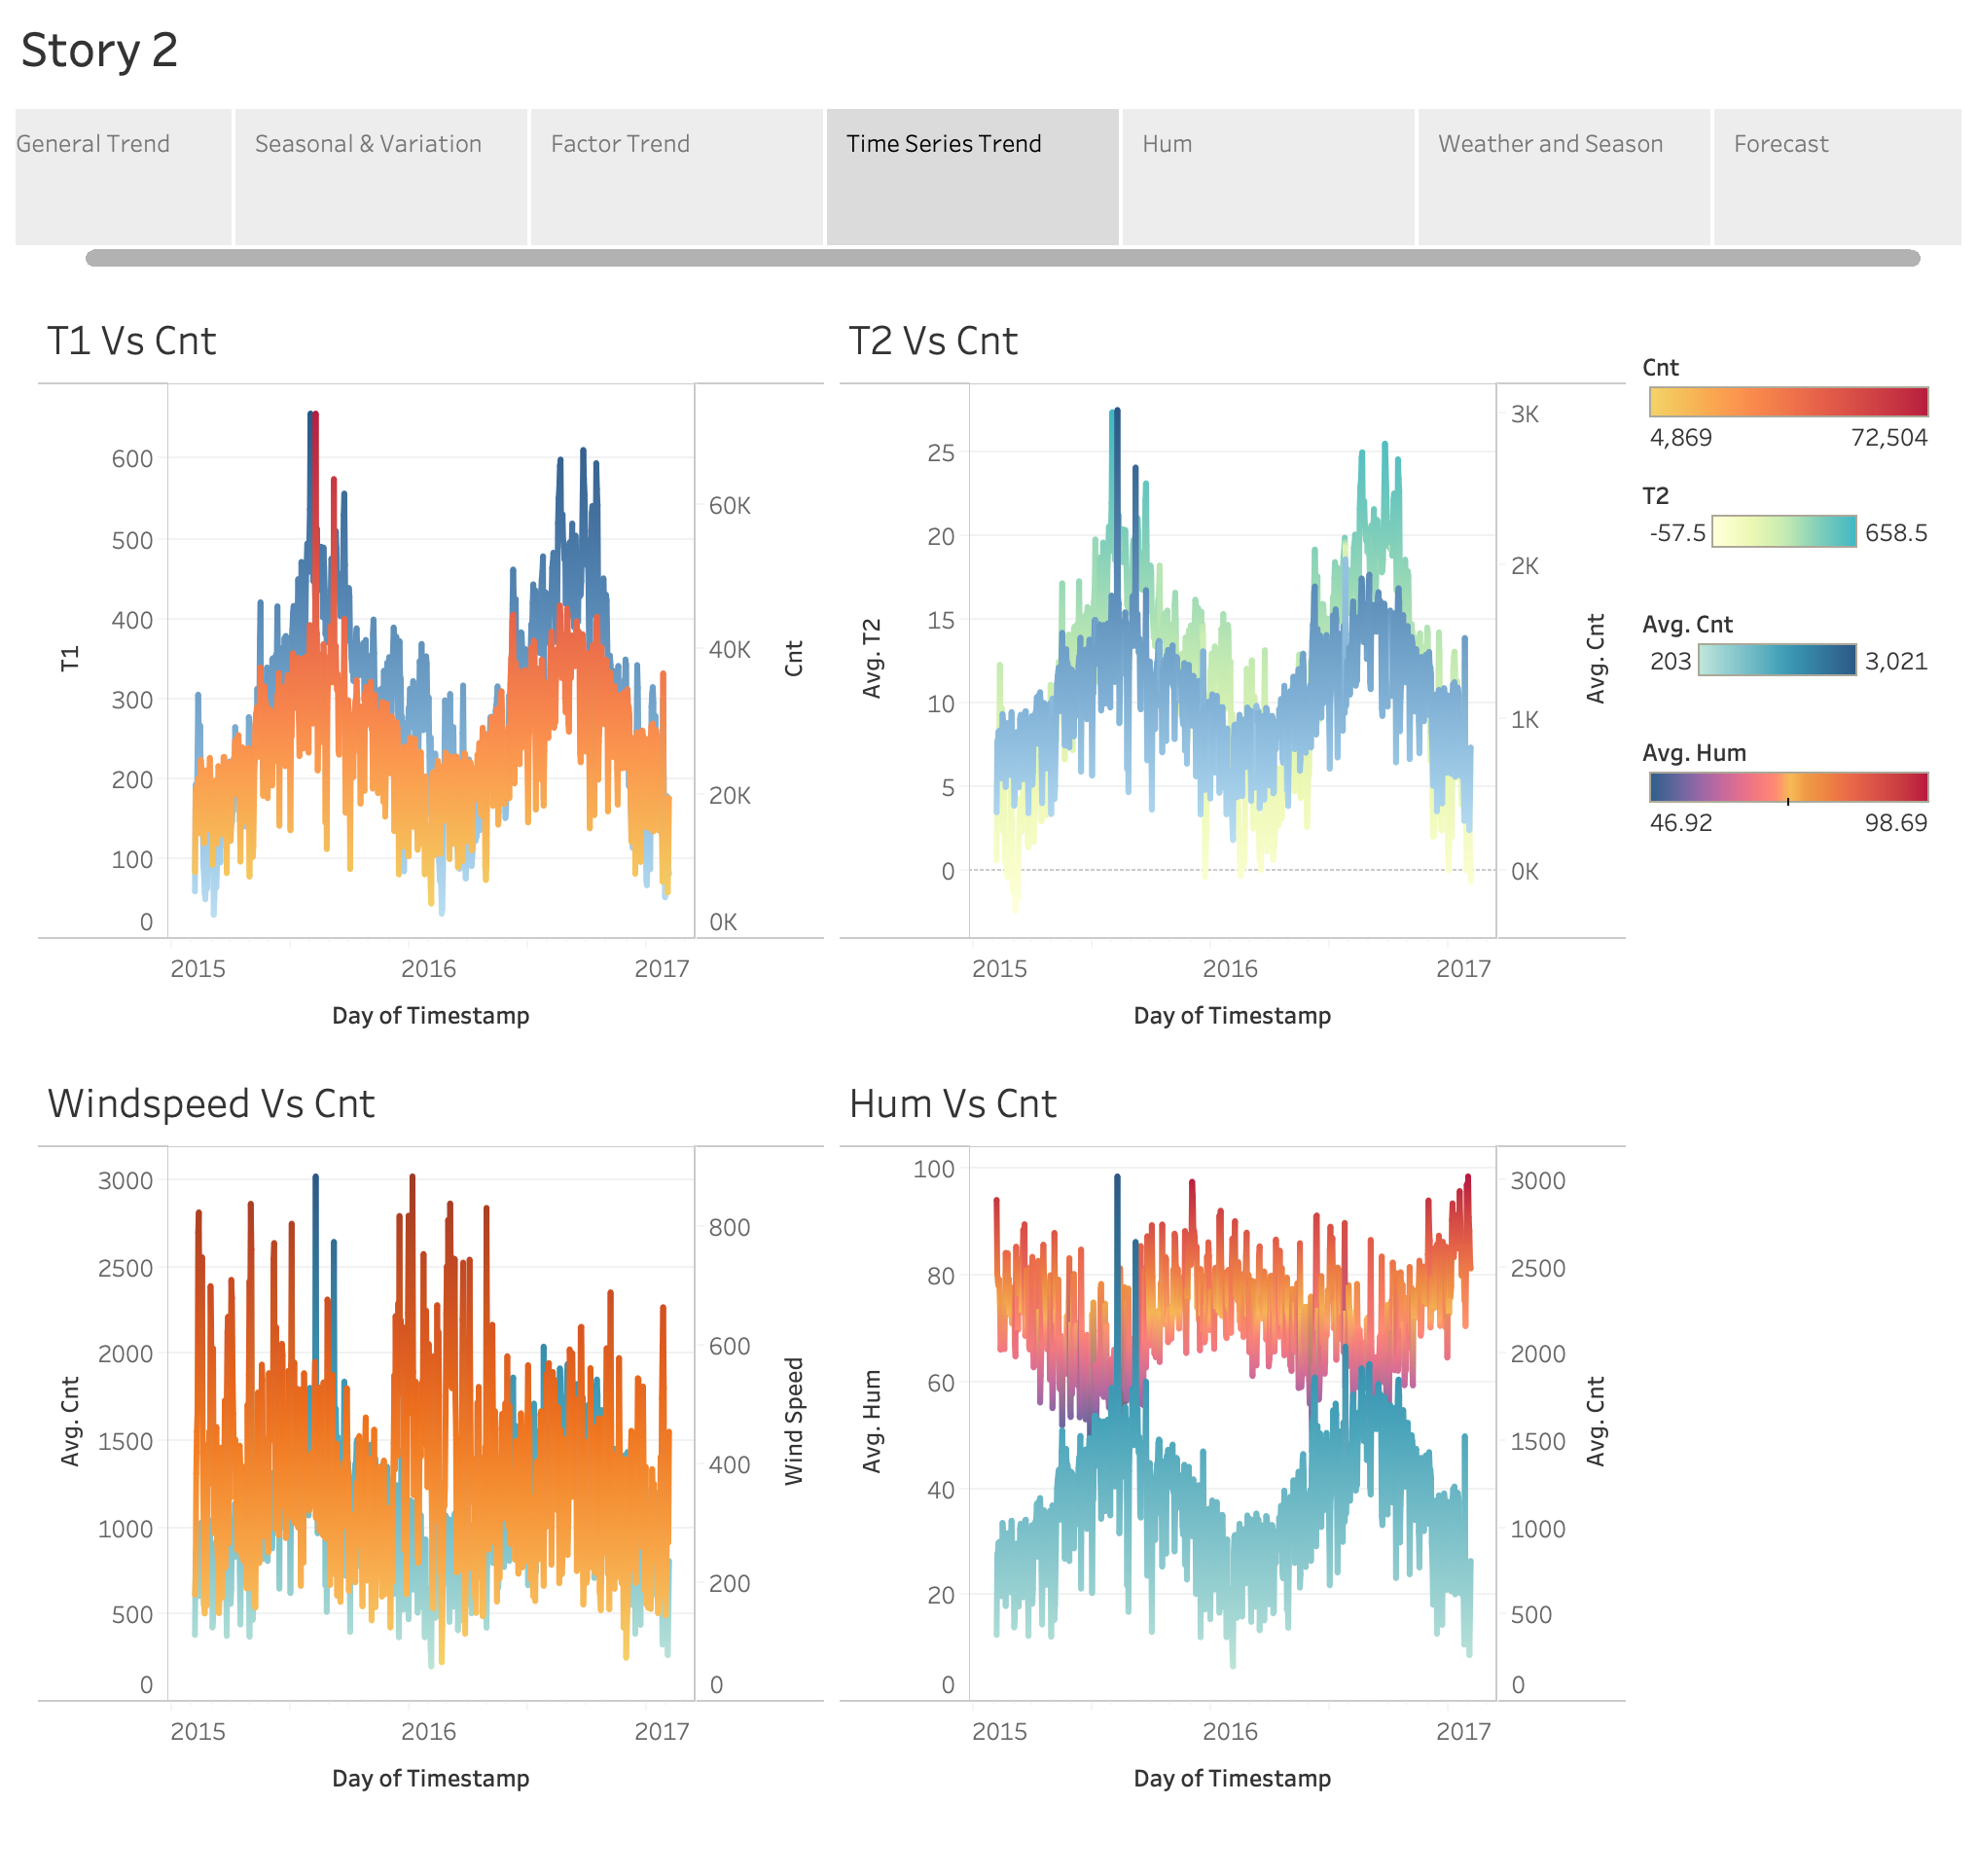 Story 2
General Trend
Seasonal & Variation
Factor Trend
Time Series Trend
Hum
Weather and Season
Forecast
T1 Vs Cnt
600
500
400
300
200
100
0
T1
60K
40K
20K
0K
Cnt
2015 2016 2017
Day of Timestamp
T2 Vs Cnt
25
20
15
10
5
0
Avg. T2
3K
2K
1K
0K
Avg. Cnt
2015 2016 2017
Day of Timestamp
Cnt
4,869 72,504
T2
-57.5 658.5
Avg. Cnt
203 3,021
Avg. Hum
46.92 98.69
Windspeed Vs Cnt
3000
2500
2000
1500
1000
500
0
Avg. Cnt
800
600
400
200
0
Wind Speed
2015 2016 2017
Day of Timestamp
Hum Vs Cnt
100
80
60
40
20
0
Avg. Hum
3000
2500
2000
1500
1000
500
0
Avg. Cnt
2015 2016 2017
Day of Timestamp